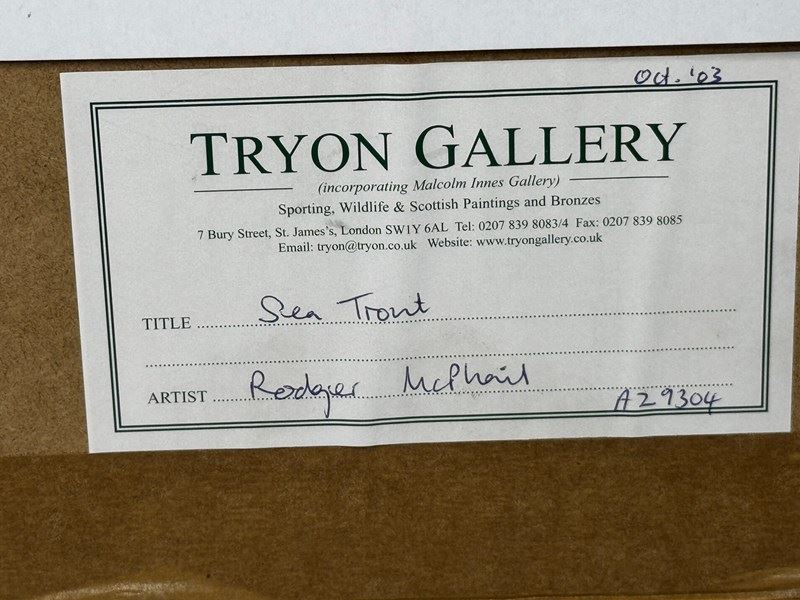 Oct. '03
TRYON GALLERY
(incorporating Malcolm Innes Gallery)
Sporting, Wildlife & Scottish Paintings and Bronzes
7 Bury Street, St. James's, London SW1Y 6AL Tel: 0207 839 8083/4 Fax: 0207 839 8085
Email: tryon@tryon.co.uk Website: www.tryongallery.co.uk
TITLE Sea Trout
ARTIST Rodger McPhail
A29304